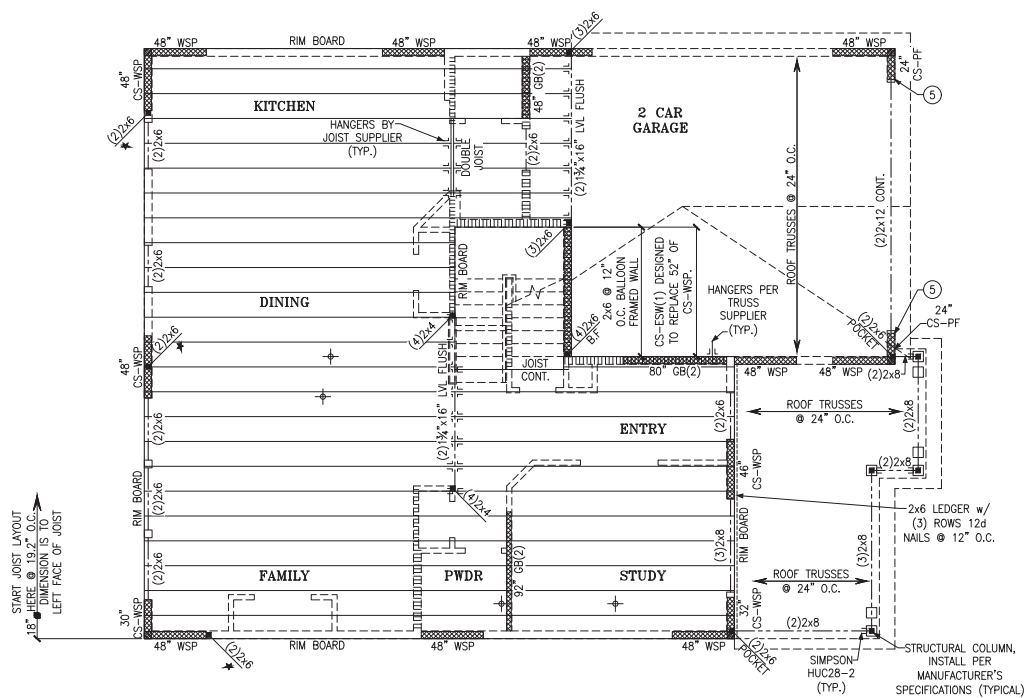 (3)2x6
48" WSP
RIM BOARD
48" WSP
48" WSP
48" WSP
48"
CS-WSP
24"
CS-PF
5
KITCHEN
48" GB(2)
2 CAR
GARAGE
HANGERS BY
JOIST SUPPLIER
(TYP.)
(2)2x6
(2)2x6
DOUBLE
JOIST
(2)2x6
(2)1¾"x16" LVL FLUSH
ROOF TRUSSES @ 24" O.C.
(2)2x12 CONT.
(3)2x6
(2)2x6
RIM BOARD
2x6 @ 12"
O.C. BALLOON
FRAMED WALL
CS-ESW(1) DESIGNED
TO REPLACE 52" OF
CS-WSP.
HANGERS PER
TRUSS
SUPPLIER
(TYP.)
5
24"
CS-PF
DINING
(4)2x4
(4)2x6
B.F.
(2)2x6
POCKET
(2)2x6
48"
CS-WSP
JOIST
CONT.
80" GB(2)
48" WSP
48" WSP
(2)2x8
(2)1¾"x16" LVL FLUSH
ROOF TRUSSES
@ 24" O.C.
(2)2x8
(2)2x6
ENTRY
(2)2x6
46"
CS-WSP
(2)2x8
RIM BOARD
(2)2x6
(4)2x4
2x6 LEDGER w/
(3) ROWS 12d
NAILS @ 12" O.C.
START JOIST LAYOUT
18" HERE @ 19.2" O.C.
DIMENSION IS TO
LEFT FACE OF JOIST
(2)2x6
92" GB(2)
(3)2x8
RIM BOARD
(3)2x8
FAMILY
PWDR
STUDY
ROOF TRUSSES
@ 24" O.C.
30"
CS-WSP
32"
CS-WSP
(2)2x8
48" WSP
RIM BOARD
48" WSP
48" WSP
(2)2x6
(2)2x6
POCKET
SIMPSON
HUC28-2
(TYP.)
STRUCTURAL COLUMN,
INSTALL PER
MANUFACTURER'S
SPECIFICATIONS (TYPICAL)